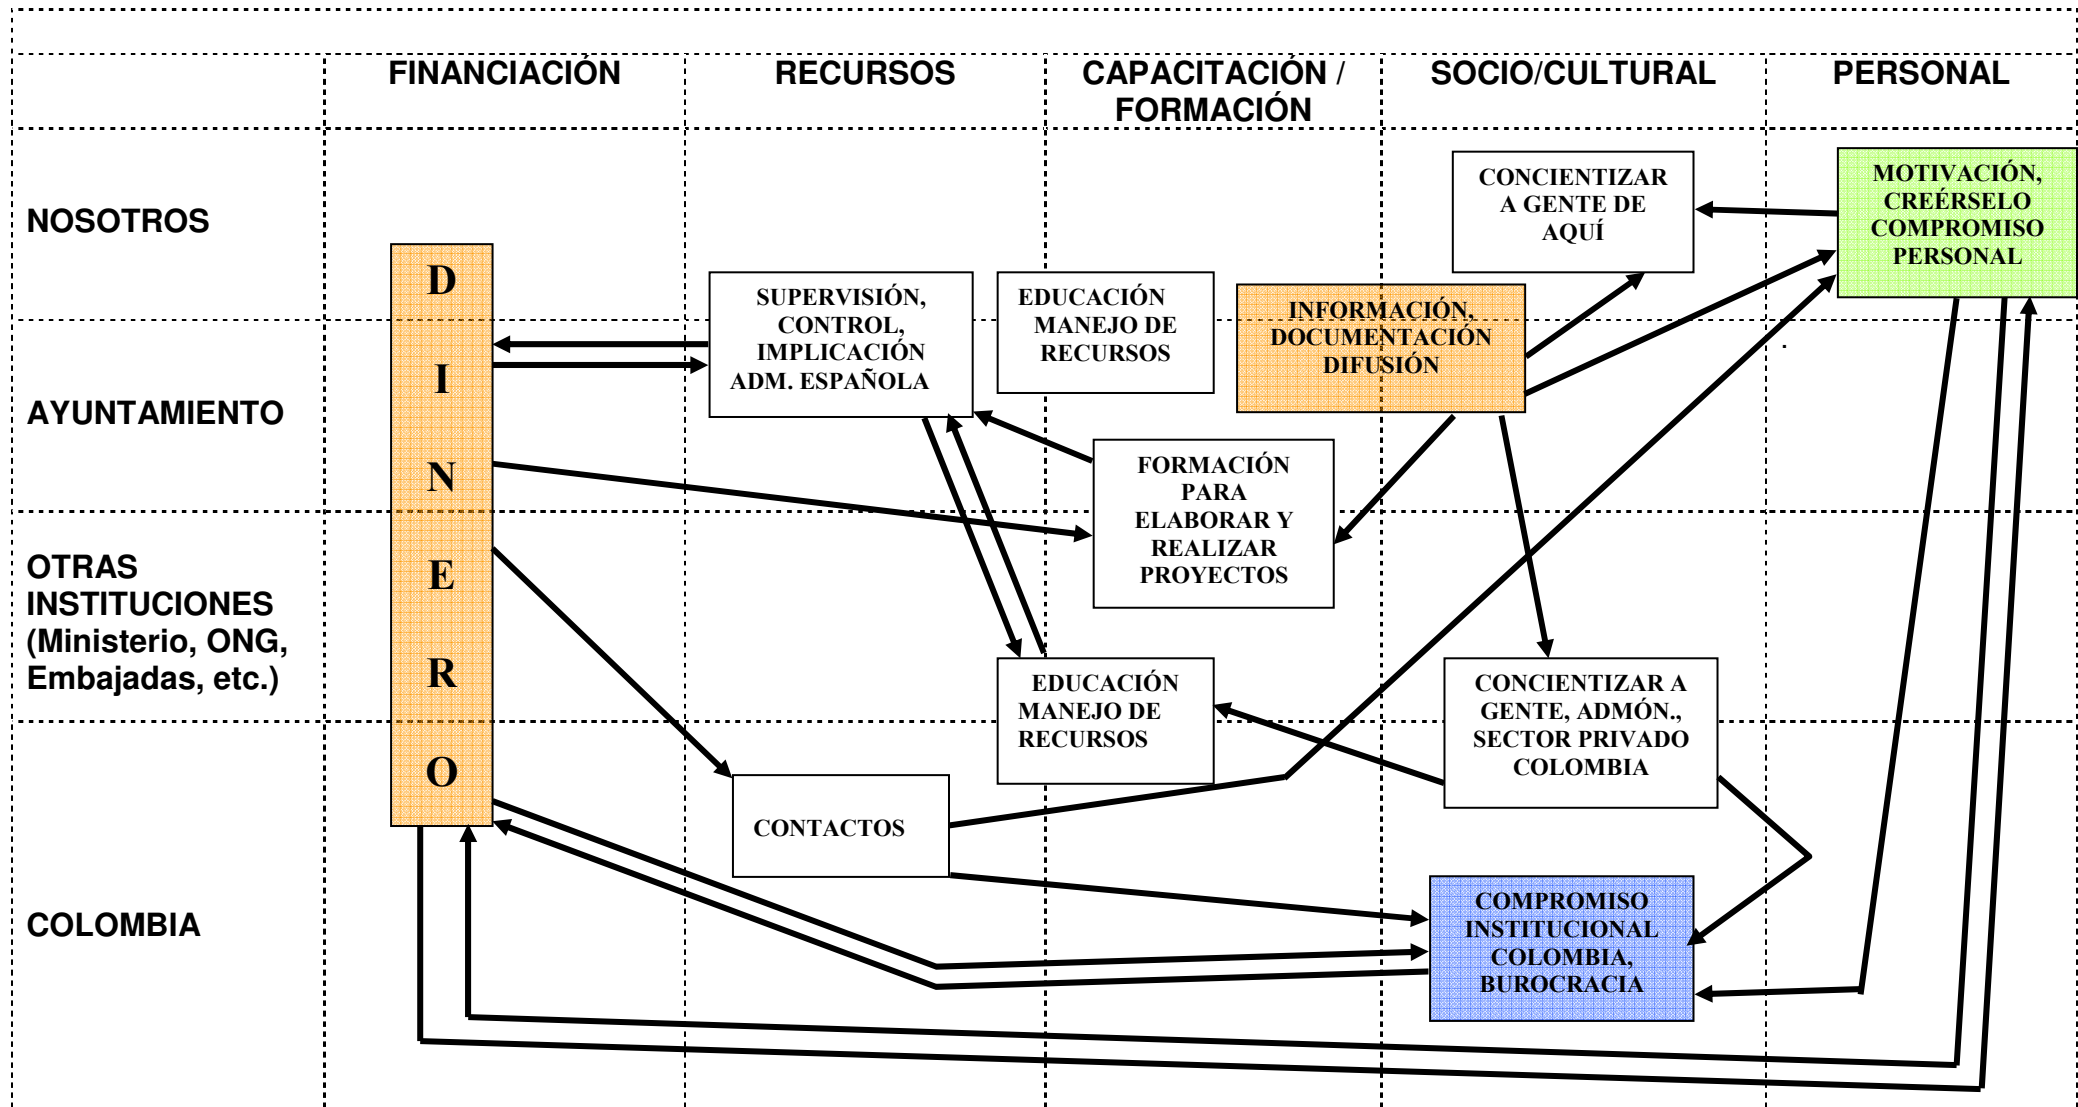 FINANCIACIÓN
RECURSOS
CAPACITACIÓN /
FORMACIÓN
SOCIO/CULTURAL
PERSONAL
NOSOTROS
AYUNTAMIENTO
OTRAS
INSTITUCIONES
(Ministerio, ONG,
Embajadas, etc.)
COLOMBIA
D
I
N
E
R
O
SUPERVISIÓN,
CONTROL,
IMPLICACIÓN
ADM. ESPAÑOLA
EDUCACIÓN
MANEJO DE
RECURSOS
INFORMACIÓN,
DOCUMENTACIÓN
DIFUSIÓN
CONCIENTIZAR
A GENTE DE
AQUÍ
MOTIVACIÓN,
CREÉRSELO
COMPROMISO
PERSONAL
.
FORMACIÓN
PARA
ELABORAR Y
REALIZAR
PROYECTOS
EDUCACIÓN
MANEJO DE
RECURSOS
CONCIENTIZAR A
GENTE, ADMÓN.,
SECTOR PRIVADO
COLOMBIA
CONTACTOS
COMPROMISO
INSTITUCIONAL
COLOMBIA,
BUROCRACIA